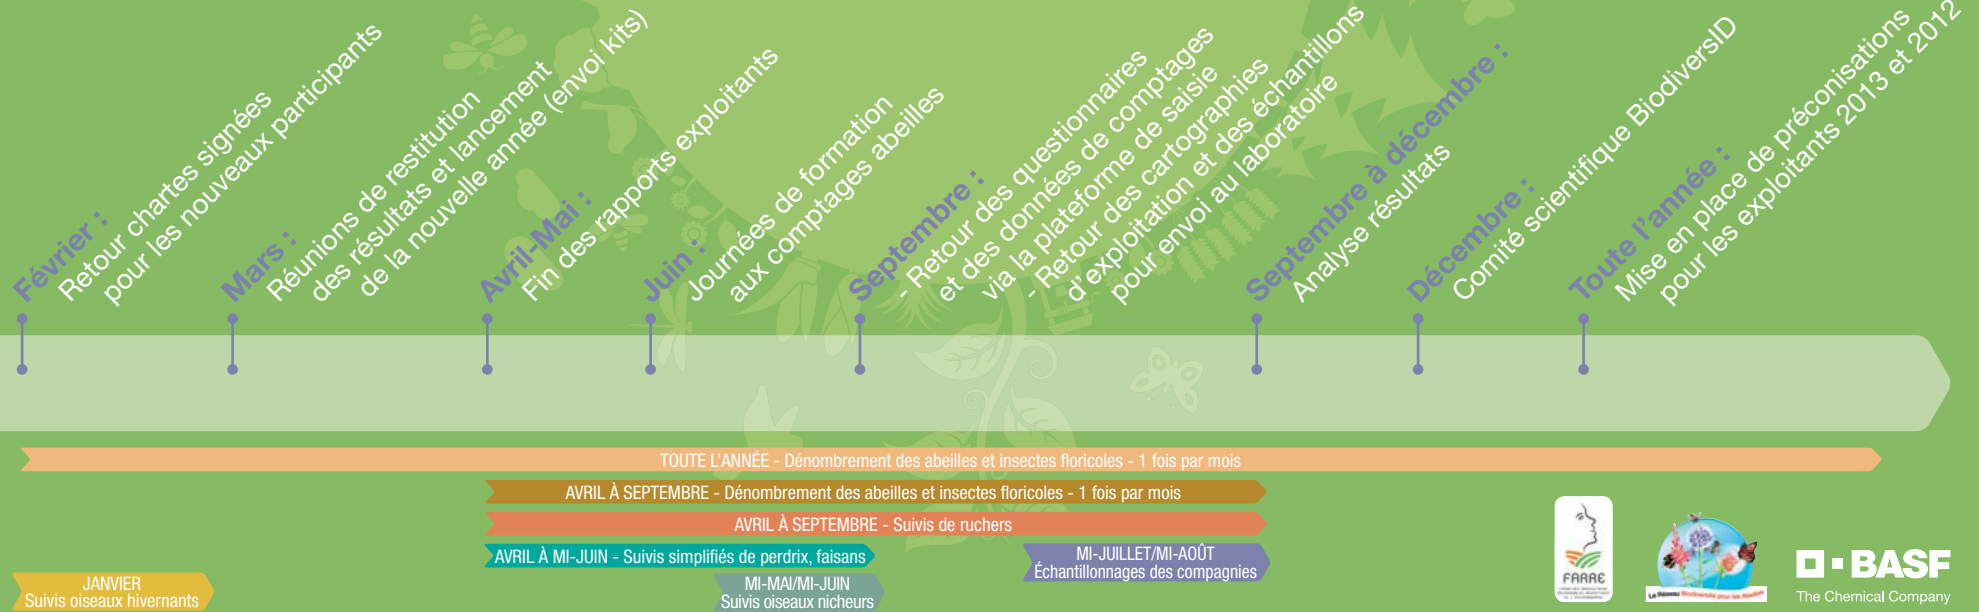 Février :
Retour chartes signées
pour les nouveaux participants
Mars :
Réunions de restitution
des résultats et lancement
de la nouvelle année (envoi kits)
Avril-Mai :
Fin des rapports exploitants
Juin :
Journées de formation
aux comptages abeilles
Septembre :
- Retour des questionnaires
et des données de comptages
via la plateforme de saisie
- Retour des cartographies
d'exploitation et des échantillons
pour envoi au laboratoire
Septembre à décembre :
Analyse résultats
Décembre :
Comité scientifique BiodiversID
Toute l'année :
Mise en place de préconisations
pour les exploitants 2013 et 2012
TOUTE L'ANNÉE - Dénombrement des abeilles et insectes floricoles - 1 fois par mois
AVRIL À SEPTEMBRE - Dénombrement des abeilles et insectes floricoles - 1 fois par mois
AVRIL À SEPTEMBRE - Suivis de ruchers
AVRIL À MI-JUIN - Suivis simplifiés de perdrix, faisans
MI-JUILLET/MI-AOÛT
Échantillonnages des compagnies
JANVIER
Suivis oiseaux hivernants
MI-MAI/MI-JUIN
Suivis oiseaux nicheurs
FARRE
Le Réseau Biodiversité pour les Abeilles
BASF
The Chemical Company